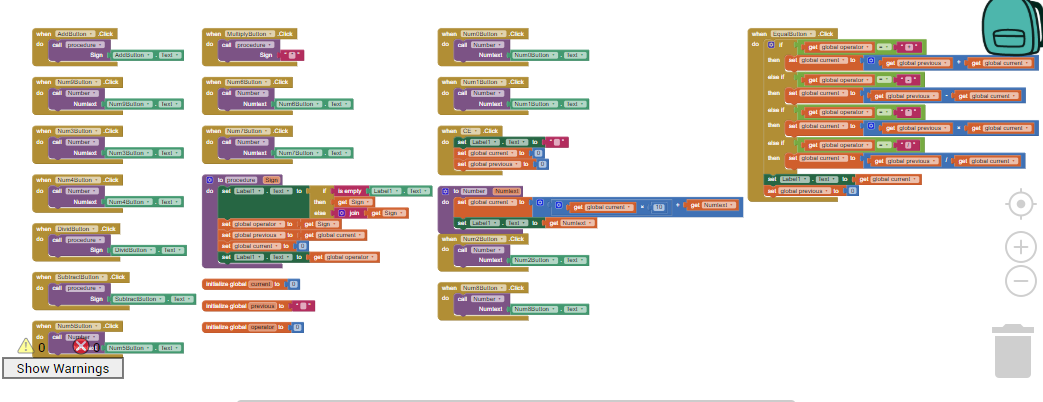 when AddButton .Click
do call procedure
Sign AddButton . Text
when Num9Button .Click
do call Number
Numtext Num9Button . Text
when Num3Button .Click
do call Number
Numtext Num3Button . Text
when Num4Button .Click
do call Number
Numtext Num4Button . Text
when DividButton .Click
do call procedure
Sign DividButton . Text
when SubtractButton .Click
do call procedure
Sign SubtractButton . Text
when Num5Button .Click
do call Number
Num5Button . Text
0 0
Show Warnings
when MultiplyButton .Click
do call procedure
Sign " * "
when Num6Button .Click
do call Number
Numtext Num6Button . Text
when Num7Button .Click
do call Number
Numtext Num7Button . Text
to procedure Sign
do set Label1 . Text to if is empty Label1 . Text
then get Sign
else join get Sign
set global operator to get Sign
set global previous to get global current
set global current to 0
set Label1 . Text to get global operator
initialize global current to 0
initialize global previous to " "
initialize global operator to 0
when Num0Button .Click
do call Number
Numtext Num0Button . Text
when Num1Button .Click
do call Number
Numtext Num1Button . Text
when CE .Click
do set Label1 . Text to " "
set global current to 0
set global previous to 0
to Number Numtext
do set global current to get global current × 10 + get Numtext
set Label1 . Text to get Numtext
when Num2Button .Click
do call Number
Numtext Num2Button . Text
when Num8Button .Click
do call Number
Numtext Num8Button . Text
when EqualButton .Click
do if get global operator =
then set global current to get global previous + get global current
else if get global operator =
then set global current to get global previous - get global current
else if get global operator =
then set global current to get global previous × get global current
else if get global operator =
then set global current to get global previous / get global current
set Label1 . Text to get global current
set global previous to 0